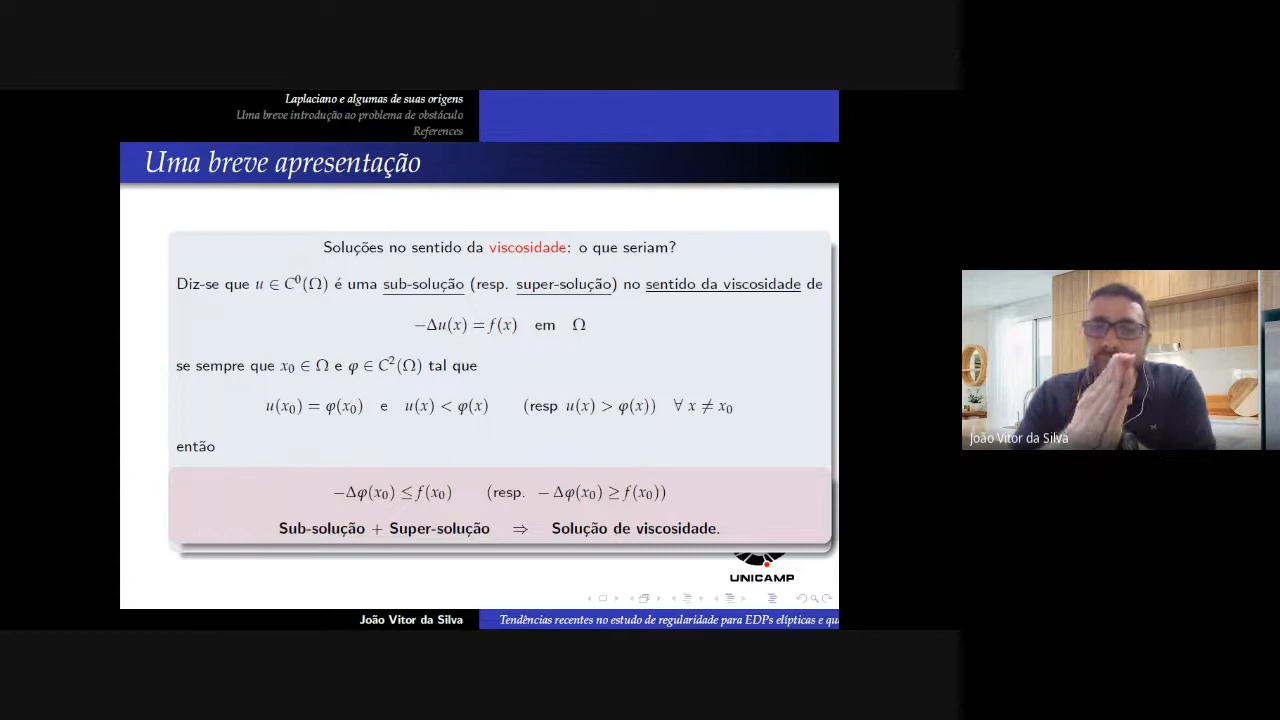 Laplaciano e algumas de suas origens
Uma breve introdução ao problema de obstáculo
References
Uma breve apresentação
Soluções no sentido da viscosidade: o que seriam?
Diz-se que u ∈ C⁰(Ω) é uma sub-solução (resp. super-solução) no sentido da viscosidade de
−Δu(x) = f(x) em Ω
se sempre que x₀ ∈ Ω e φ ∈ C²(Ω) tal que
u(x₀) = φ(x₀) e u(x) < φ(x) (resp u(x) > φ(x)) ∀ x ≠ x₀
então
−Δφ(x₀) ≤ f(x₀) (resp. −Δφ(x₀) ≥ f(x₀))
Sub-solução + Super-solução ⇒ Solução de viscosidade.
UNICAMP
João Vitor da Silva
Tendências recentes no estudo de regularidade para EDPs elípticas e qu
João Vitor da Silva